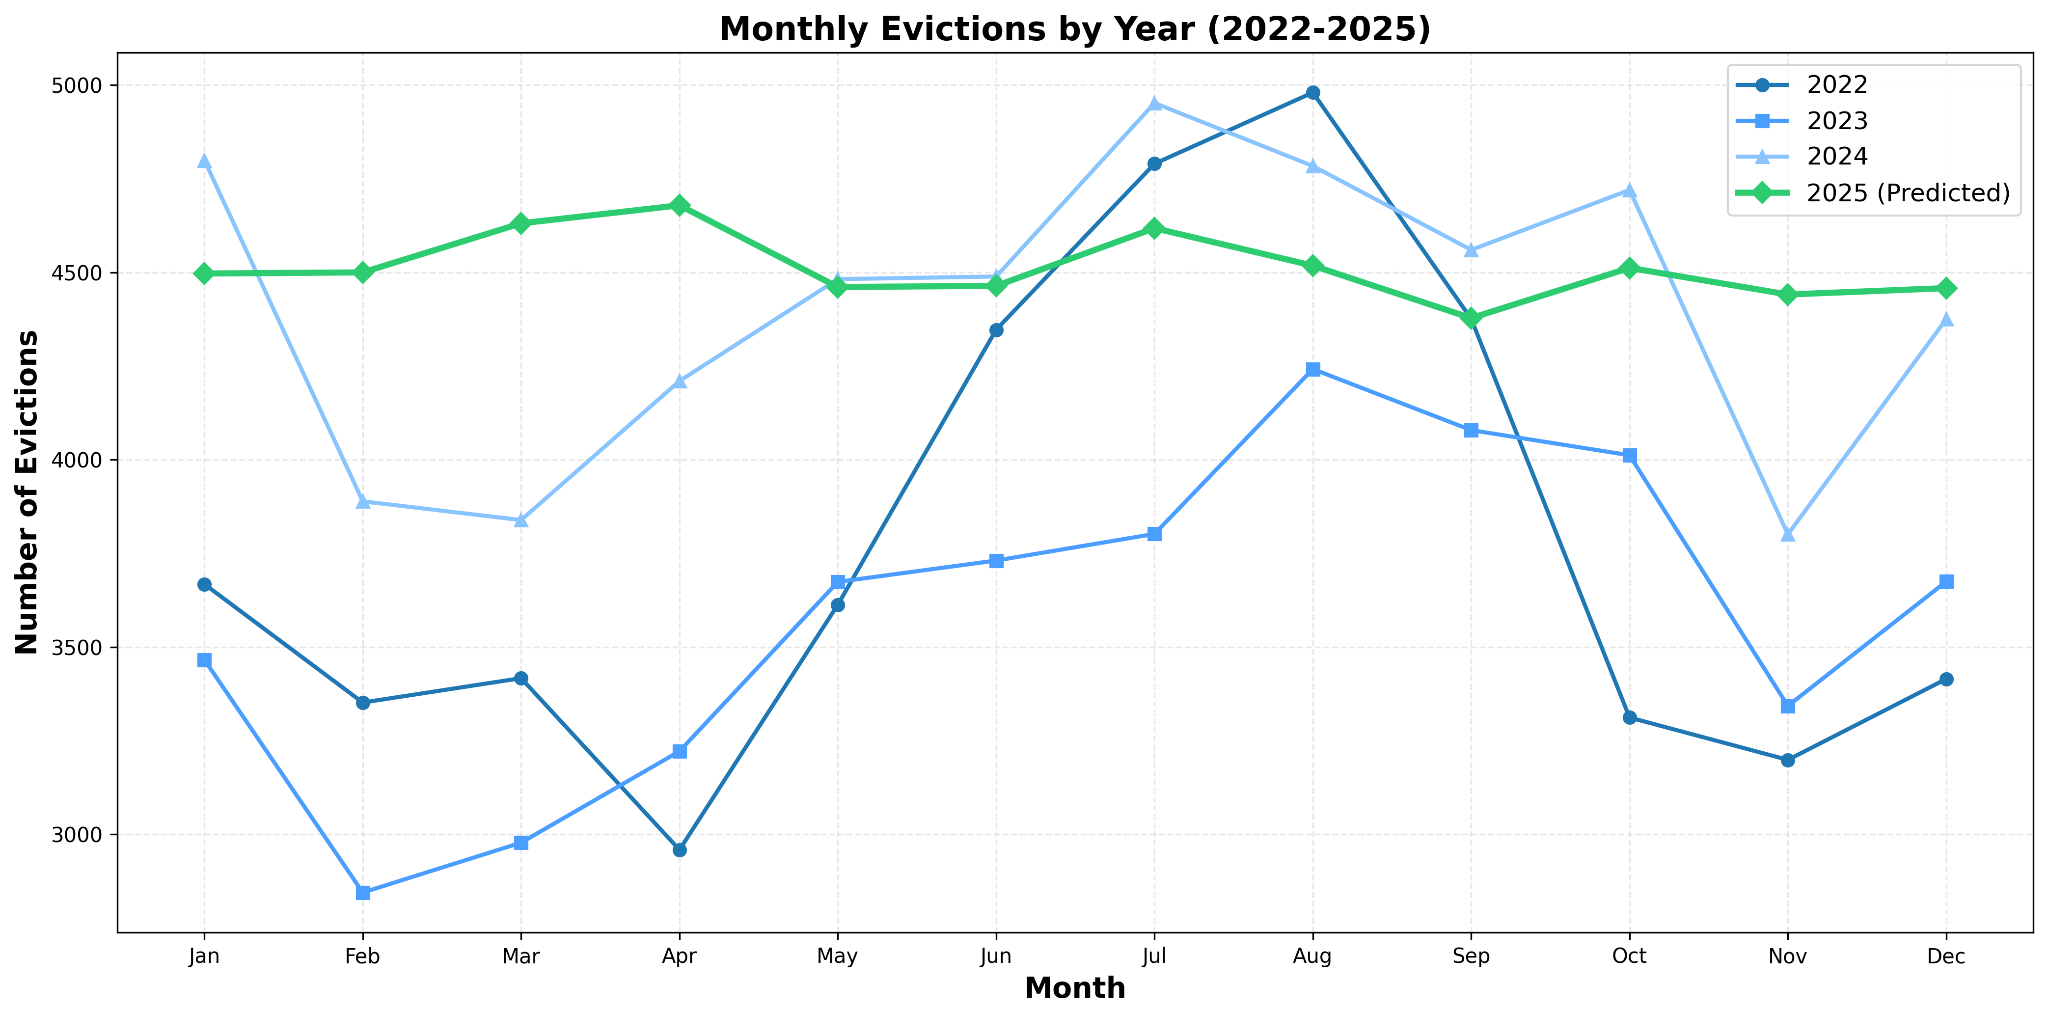 Monthly Evictions by Year (2022-2025)
5000
4500
4000
3500
3000
Number of Evictions
2022
2023
2024
2025 (Predicted)
Jan Feb Mar Apr May Jun Jul Aug Sep Oct Nov Dec
Month